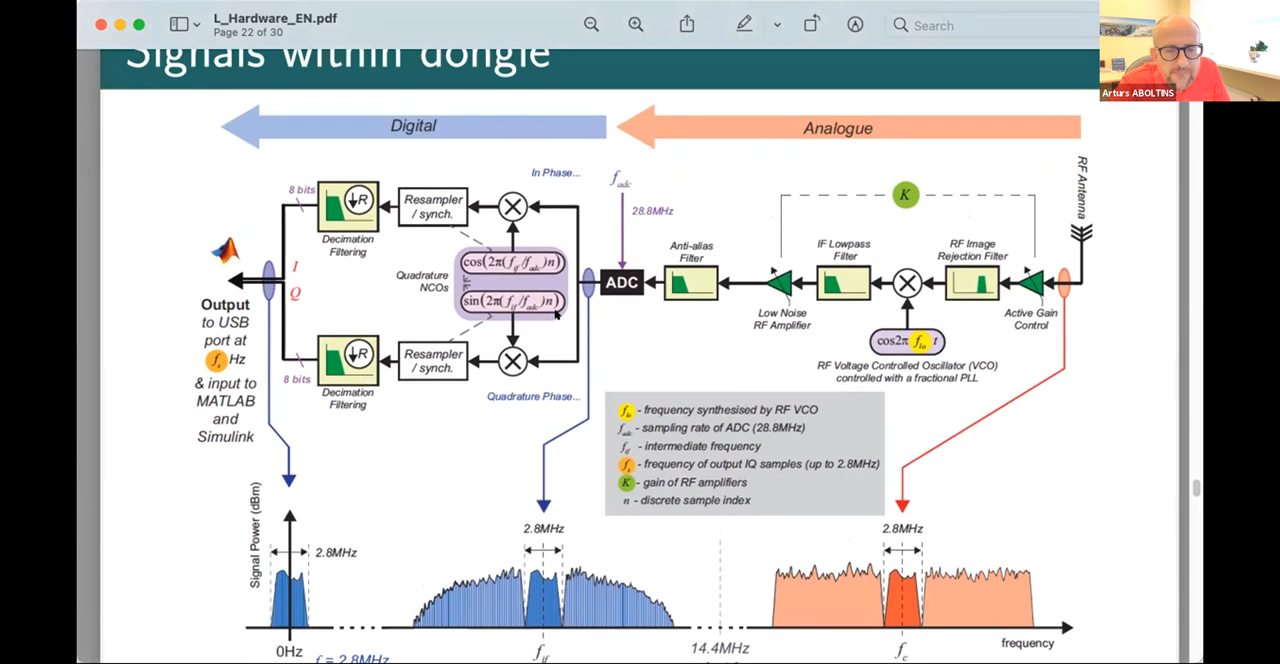 L_Hardware_EN.pdf
Page 22 of 30
Search
Arturs ABOLTINS
Signals within dongle
Digital
Analogue
RF Antenna
In Phase...
f_adc
28.8MHz
K
8 bits
R
Resampler
/ synch.
Decimation
Filtering
cos(2π(f_if/f_adc)n)
Quadrature
NCOs
sin(2π(f_if/f_adc)n)
ADC
Anti-alias
Filter
IF Lowpass
Filter
RF Image
Rejection Filter
Low Noise
RF Amplifier
Active Gain
Control
cos2π f_lo t
RF Voltage Controlled Oscillator (VCO)
controlled with a fractional PLL
I
Q
Output
to USB
port at
f_s Hz
& input to
MATLAB
and
Simulink
R
Resampler
/ synch.
8 bits
Decimation
Filtering
Quadrature Phase...
f_lo - frequency synthesised by RF VCO
f_adc - sampling rate of ADC (28.8MHz)
f_if - intermediate frequency
f_s - frequency of output IQ samples (up to 2.8MHz)
K - gain of RF amplifiers
n - discrete sample index
Signal Power (dBm)
2.8MHz
2.8MHz
2.8MHz
0Hz
f_if
14.4MHz
f_c
frequency